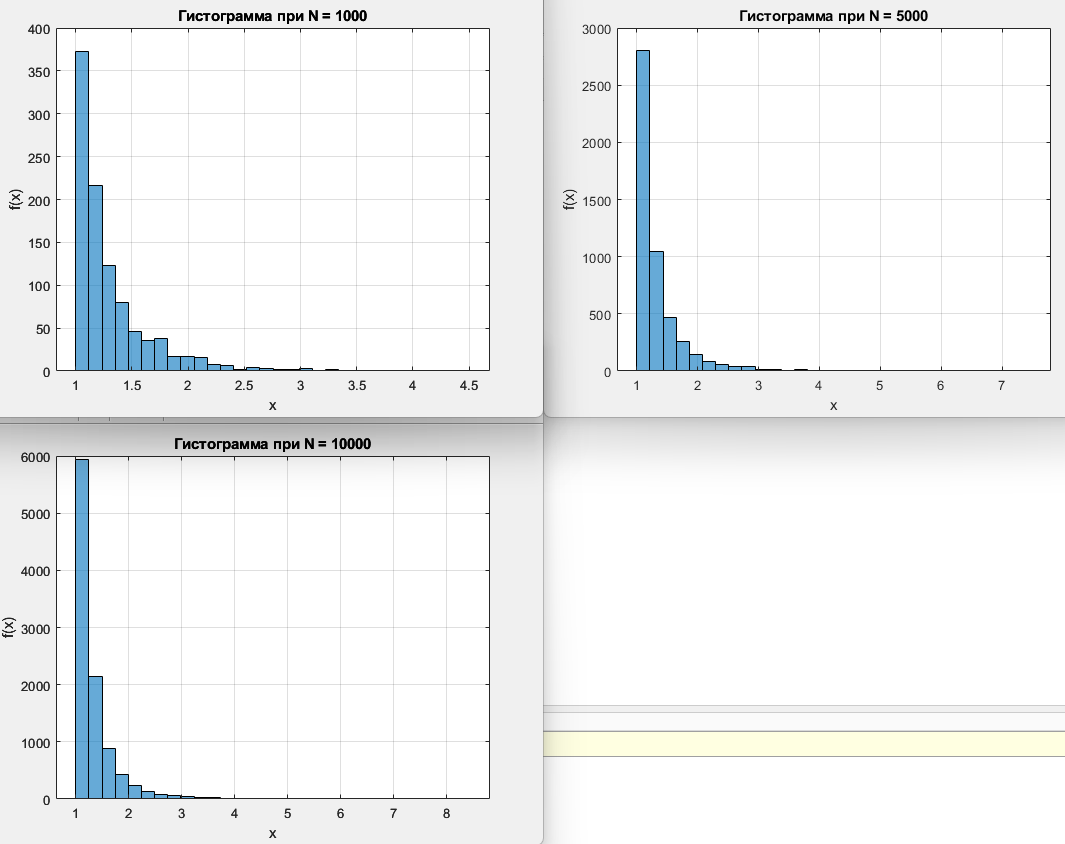 Гистограмма при N = 1000
400
350
300
250
200
150
100
50
0
f(x)
1 1.5 2 2.5 3 3.5 4 4.5
x
Гистограмма при N = 5000
3000
2500
2000
1500
1000
500
0
f(x)
1 2 3 4 5 6 7
x
Гистограмма при N = 10000
6000
5000
4000
3000
2000
1000
0
f(x)
1 2 3 4 5 6 7 8
x